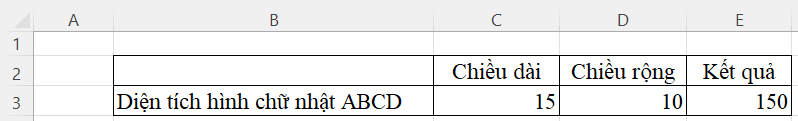 A B C D E
1
2 Chiều dài Chiều rộng Kết quả
3 Diện tích hình chữ nhật ABCD 15 10 150